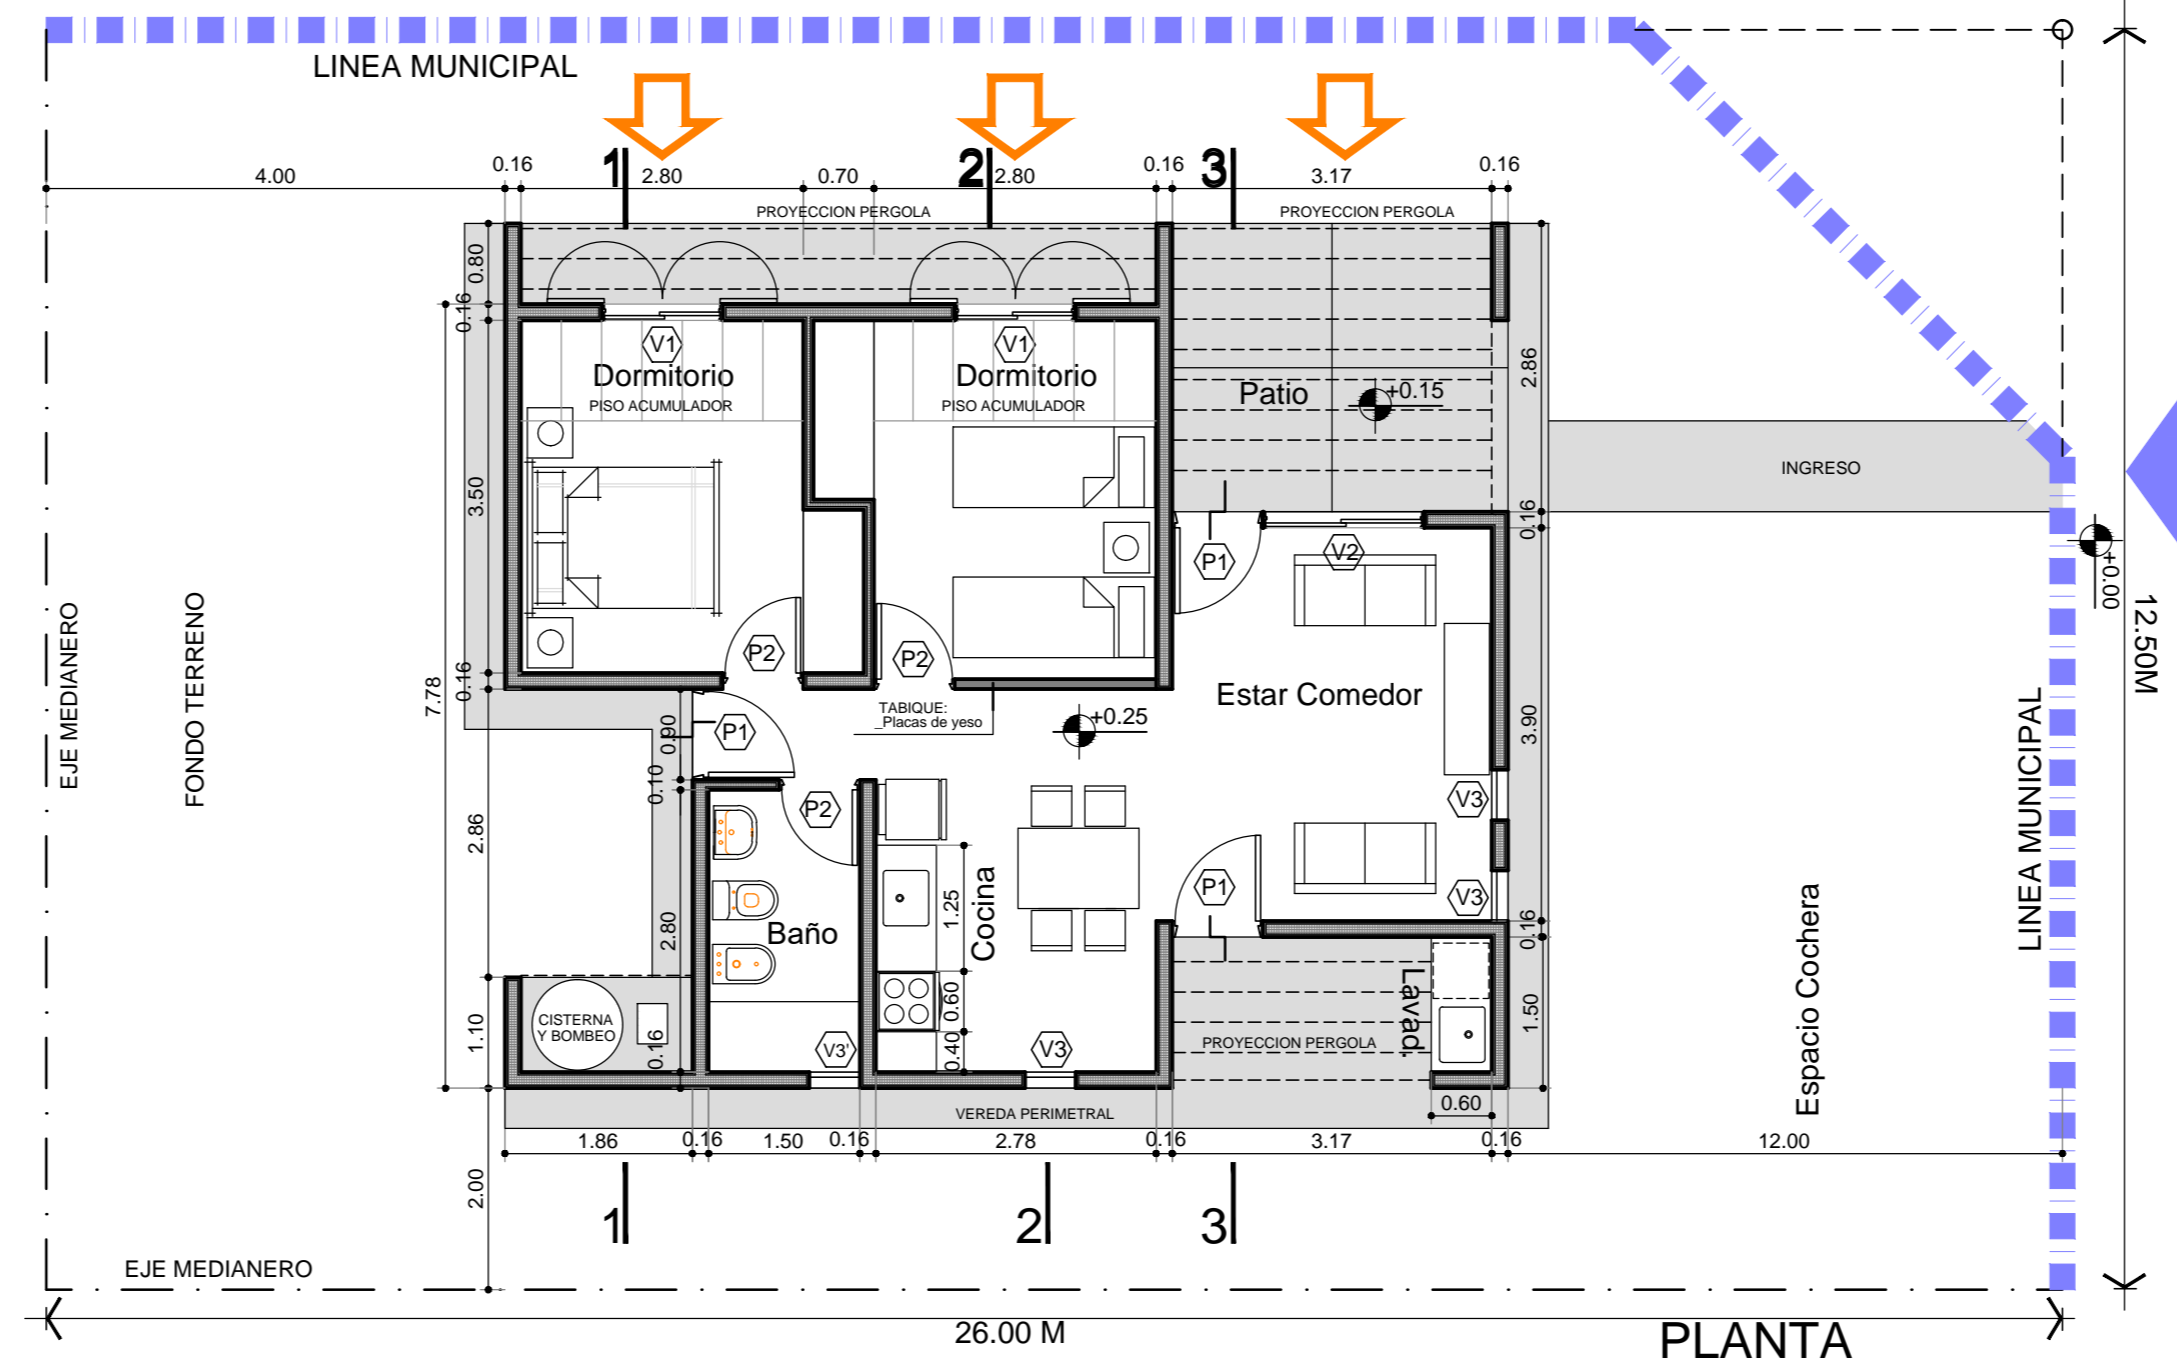 LINEA MUNICIPAL
1
2
3
4.00
0.16
2.80
0.70
2.80
0.16
3.17
0.16
PROYECCION PERGOLA
PROYECCION PERGOLA
0.80
0.16
3.50
0.16
7.78
2.86
1.10
2.00
V1
Dormitorio
PISO ACUMULADOR
V1
Dormitorio
PISO ACUMULADOR
Patio
+0.15
2.86
0.16
3.90
0.16
1.50
INGRESO
+0.00
12.50M
LINEA MUNICIPAL
EJE MEDIANERO
FONDO TERRENO
P1
V2
P2
P2
Estar Comedor
TABIQUE:
_Placas de yeso
+0.25
P1
0.90
0.10
2.80
0.16
P2
V3
V3
P1
Baño
Cocina
1.25
0.60
0.40
CISTERNA
Y BOMBEO
V3'
V3
Lavad.
PROYECCION PERGOLA
Espacio Cochera
VEREDA PERIMETRAL
0.60
1.86
0.16
1.50
0.16
2.78
0.16
3.17
0.16
12.00
1
2
3
EJE MEDIANERO
26.00 M
PLANTA